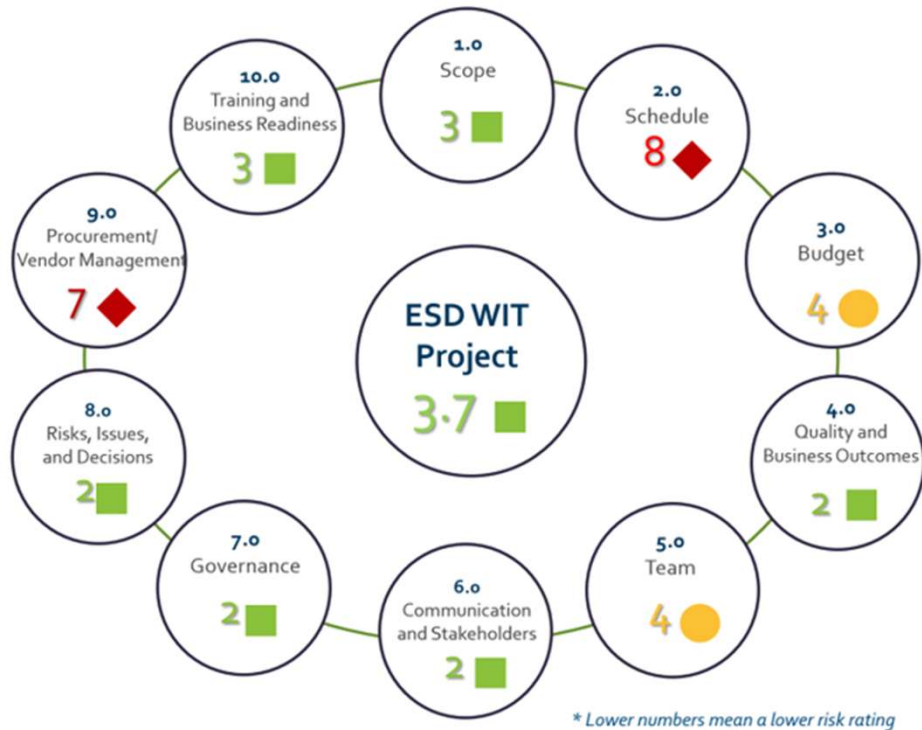 1.0
Scope
3
2.0
Schedule
8
3.0
Budget
4
4.0
Quality and
Business Outcomes
2
5.0
Team
4
6.0
Communication
and Stakeholders
2
7.0
Governance
2
8.0
Risks, Issues,
and Decisions
2
9.0
Procurement/
Vendor Management
7
10.0
Training and
Business Readiness
3
ESD WIT
Project
3.7
* Lower numbers mean a lower risk rating